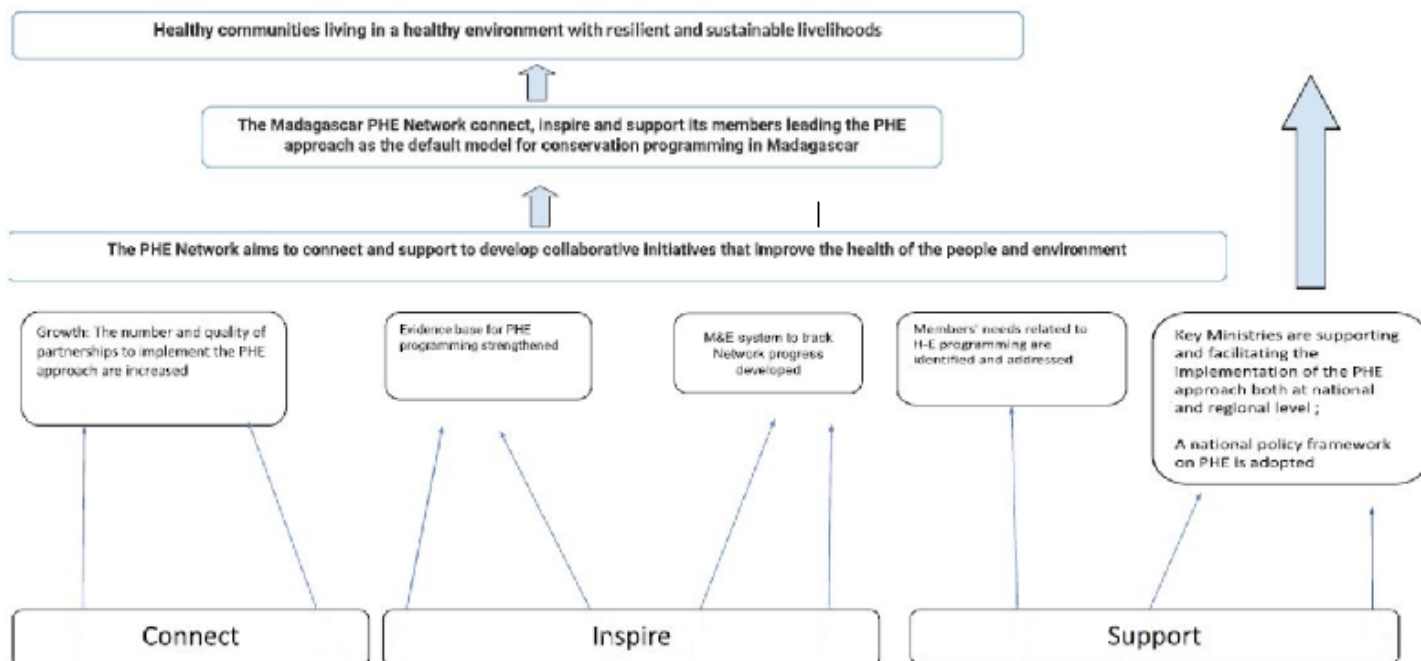 Healthy communities living in a healthy environment with resilient and sustainable livelihoods
The Madagascar PHE Network connect, inspire and support its members leading the PHE
approach as the default model for conservation programming in Madagascar
The PHE Network aims to connect and support to develop collaborative initiatives that improve the health of the people and environment
Growth: The number and quality of
partnerships to implement the PHE
approach are increased
Evidence base for PHE
programming strengthened
M&E system to track
Network progress
developed
Members' needs related to
H-E programming are
identified and addressed
Key Ministries are supporting
and facilitating the
implementation of the PHE
approach both at national
and regional level ;
A national policy framework
on PHE is adopted
Connect
Inspire
Support